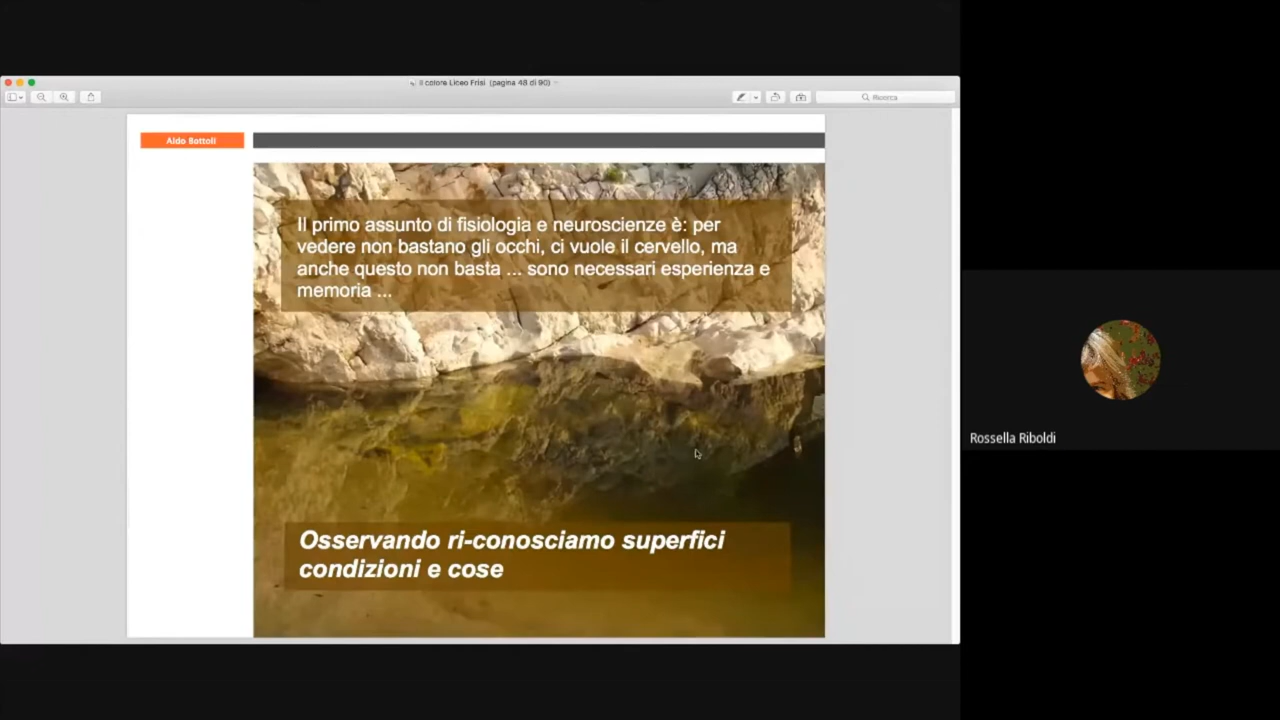 Il colore Liceo Frisi (pagina 48 di 90)
Ricerca
Aldo Bottoli
Il primo assunto di fisiologia e neuroscienze è: per
vedere non bastano gli occhi, ci vuole il cervello, ma
anche questo non basta ... sono necessari esperienza e
memoria ...
Osservando ri-conosciamo superfici
condizioni e cose
Rossella Riboldi